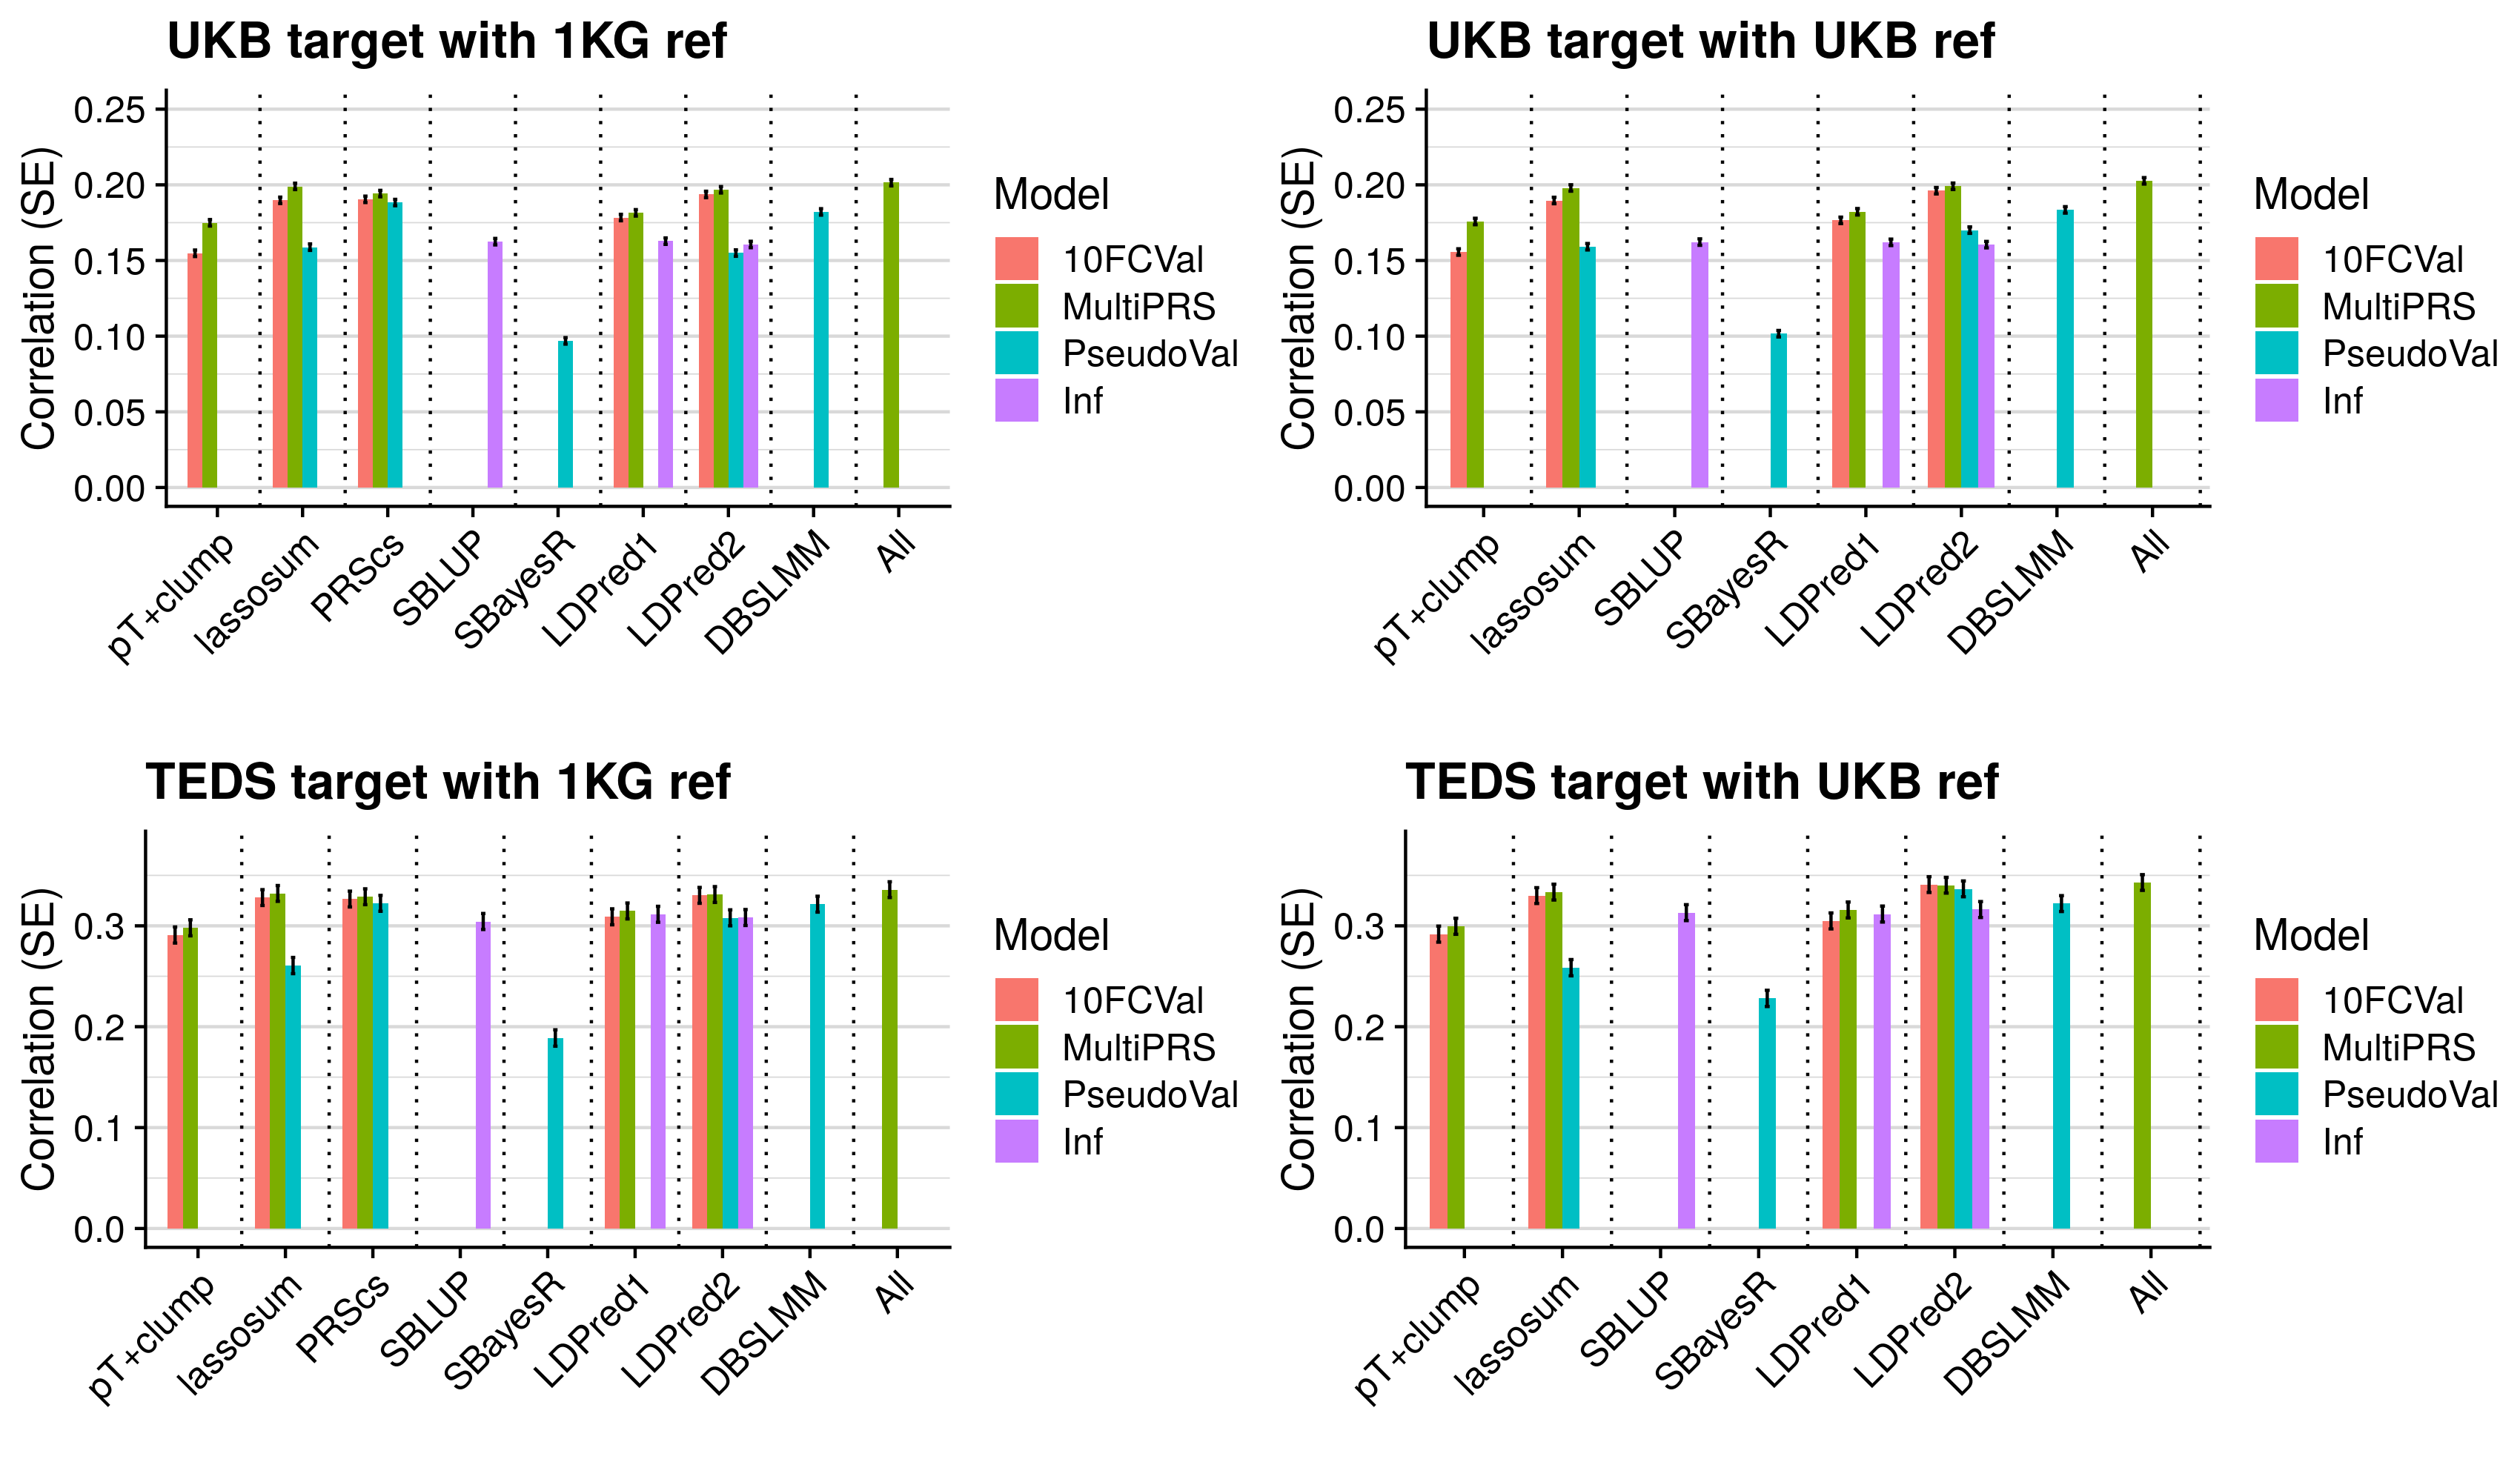 UKB target with 1KG ref
Correlation (SE)
0.25
0.20
0.15
0.10
0.05
0.00
pT+clump
lassosum
PRScs
SBLUP
SBayesR
LDPred1
LDPred2
DBSLMM
All
Model
10FCVal
MultiPRS
PseudoVal
Inf
UKB target with UKB ref
Correlation (SE)
0.25
0.20
0.15
0.10
0.05
0.00
pT+clump
lassosum
SBLUP
SBayesR
LDPred1
LDPred2
DBSLMM
All
Model
10FCVal
MultiPRS
PseudoVal
Inf
TEDS target with 1KG ref
Correlation (SE)
0.3
0.2
0.1
0.0
pT+clump
lassosum
PRScs
SBLUP
SBayesR
LDPred1
LDPred2
DBSLMM
All
Model
10FCVal
MultiPRS
PseudoVal
Inf
TEDS target with UKB ref
Correlation (SE)
0.3
0.2
0.1
0.0
pT+clump
lassosum
SBLUP
SBayesR
LDPred1
LDPred2
DBSLMM
All
Model
10FCVal
MultiPRS
PseudoVal
Inf